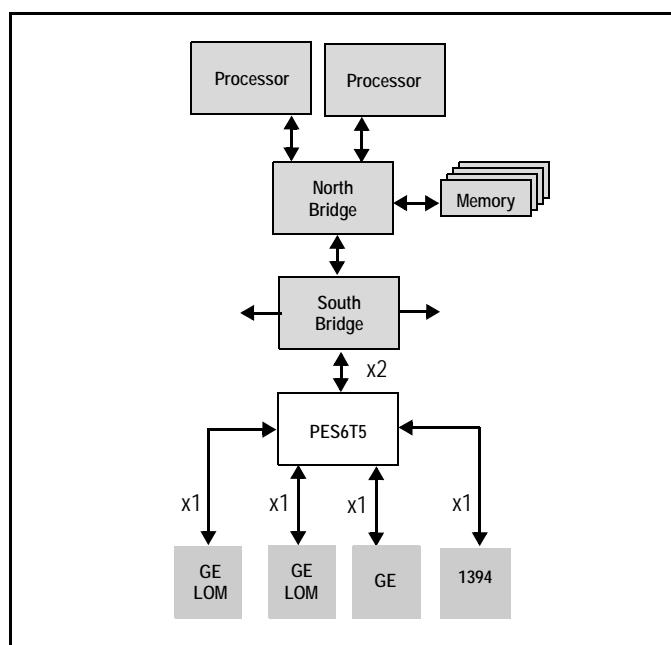 Processor
Processor
North
Bridge
Memory
South
Bridge
x2
PES6T5
x1
x1
x1
x1
GE
LOM
GE
LOM
GE
1394